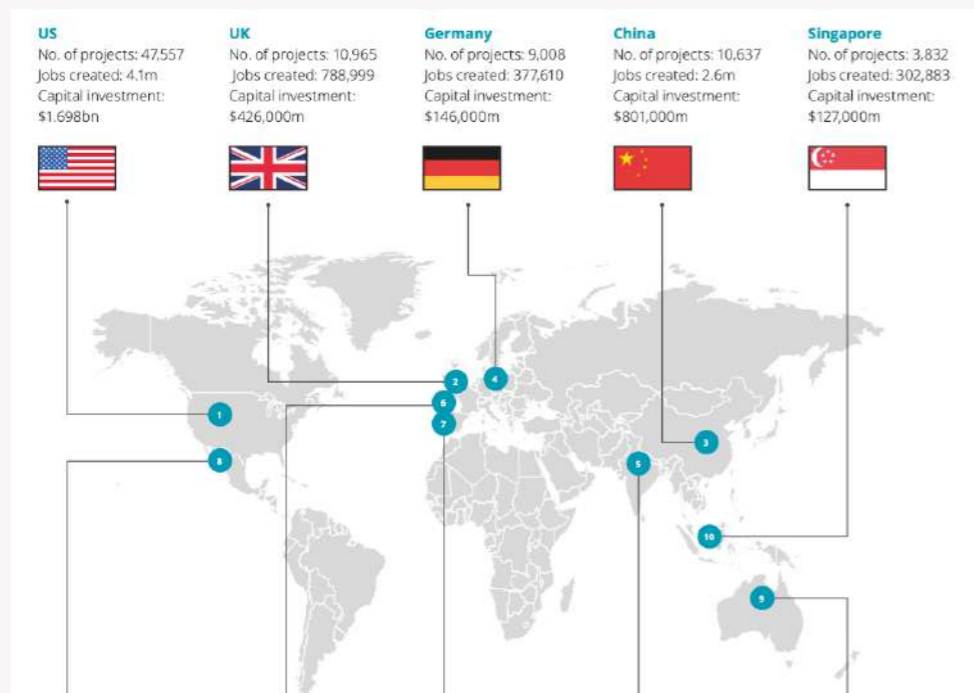 US
No. of projects: 47,557
Jobs created: 4.1m
Capital investment:
$1.698bn
UK
No. of projects: 10,965
Jobs created: 788,999
Capital investment:
$426,000m
Germany
No. of projects: 9,008
Jobs created: 377,610
Capital investment:
$146,000m
China
No. of projects: 10,637
Jobs created: 2.6m
Capital investment:
$801,000m
Singapore
No. of projects: 3,832
Jobs created: 302,883
Capital investment:
$127,000m
2
4
6
1
7
3
8
5
10
9